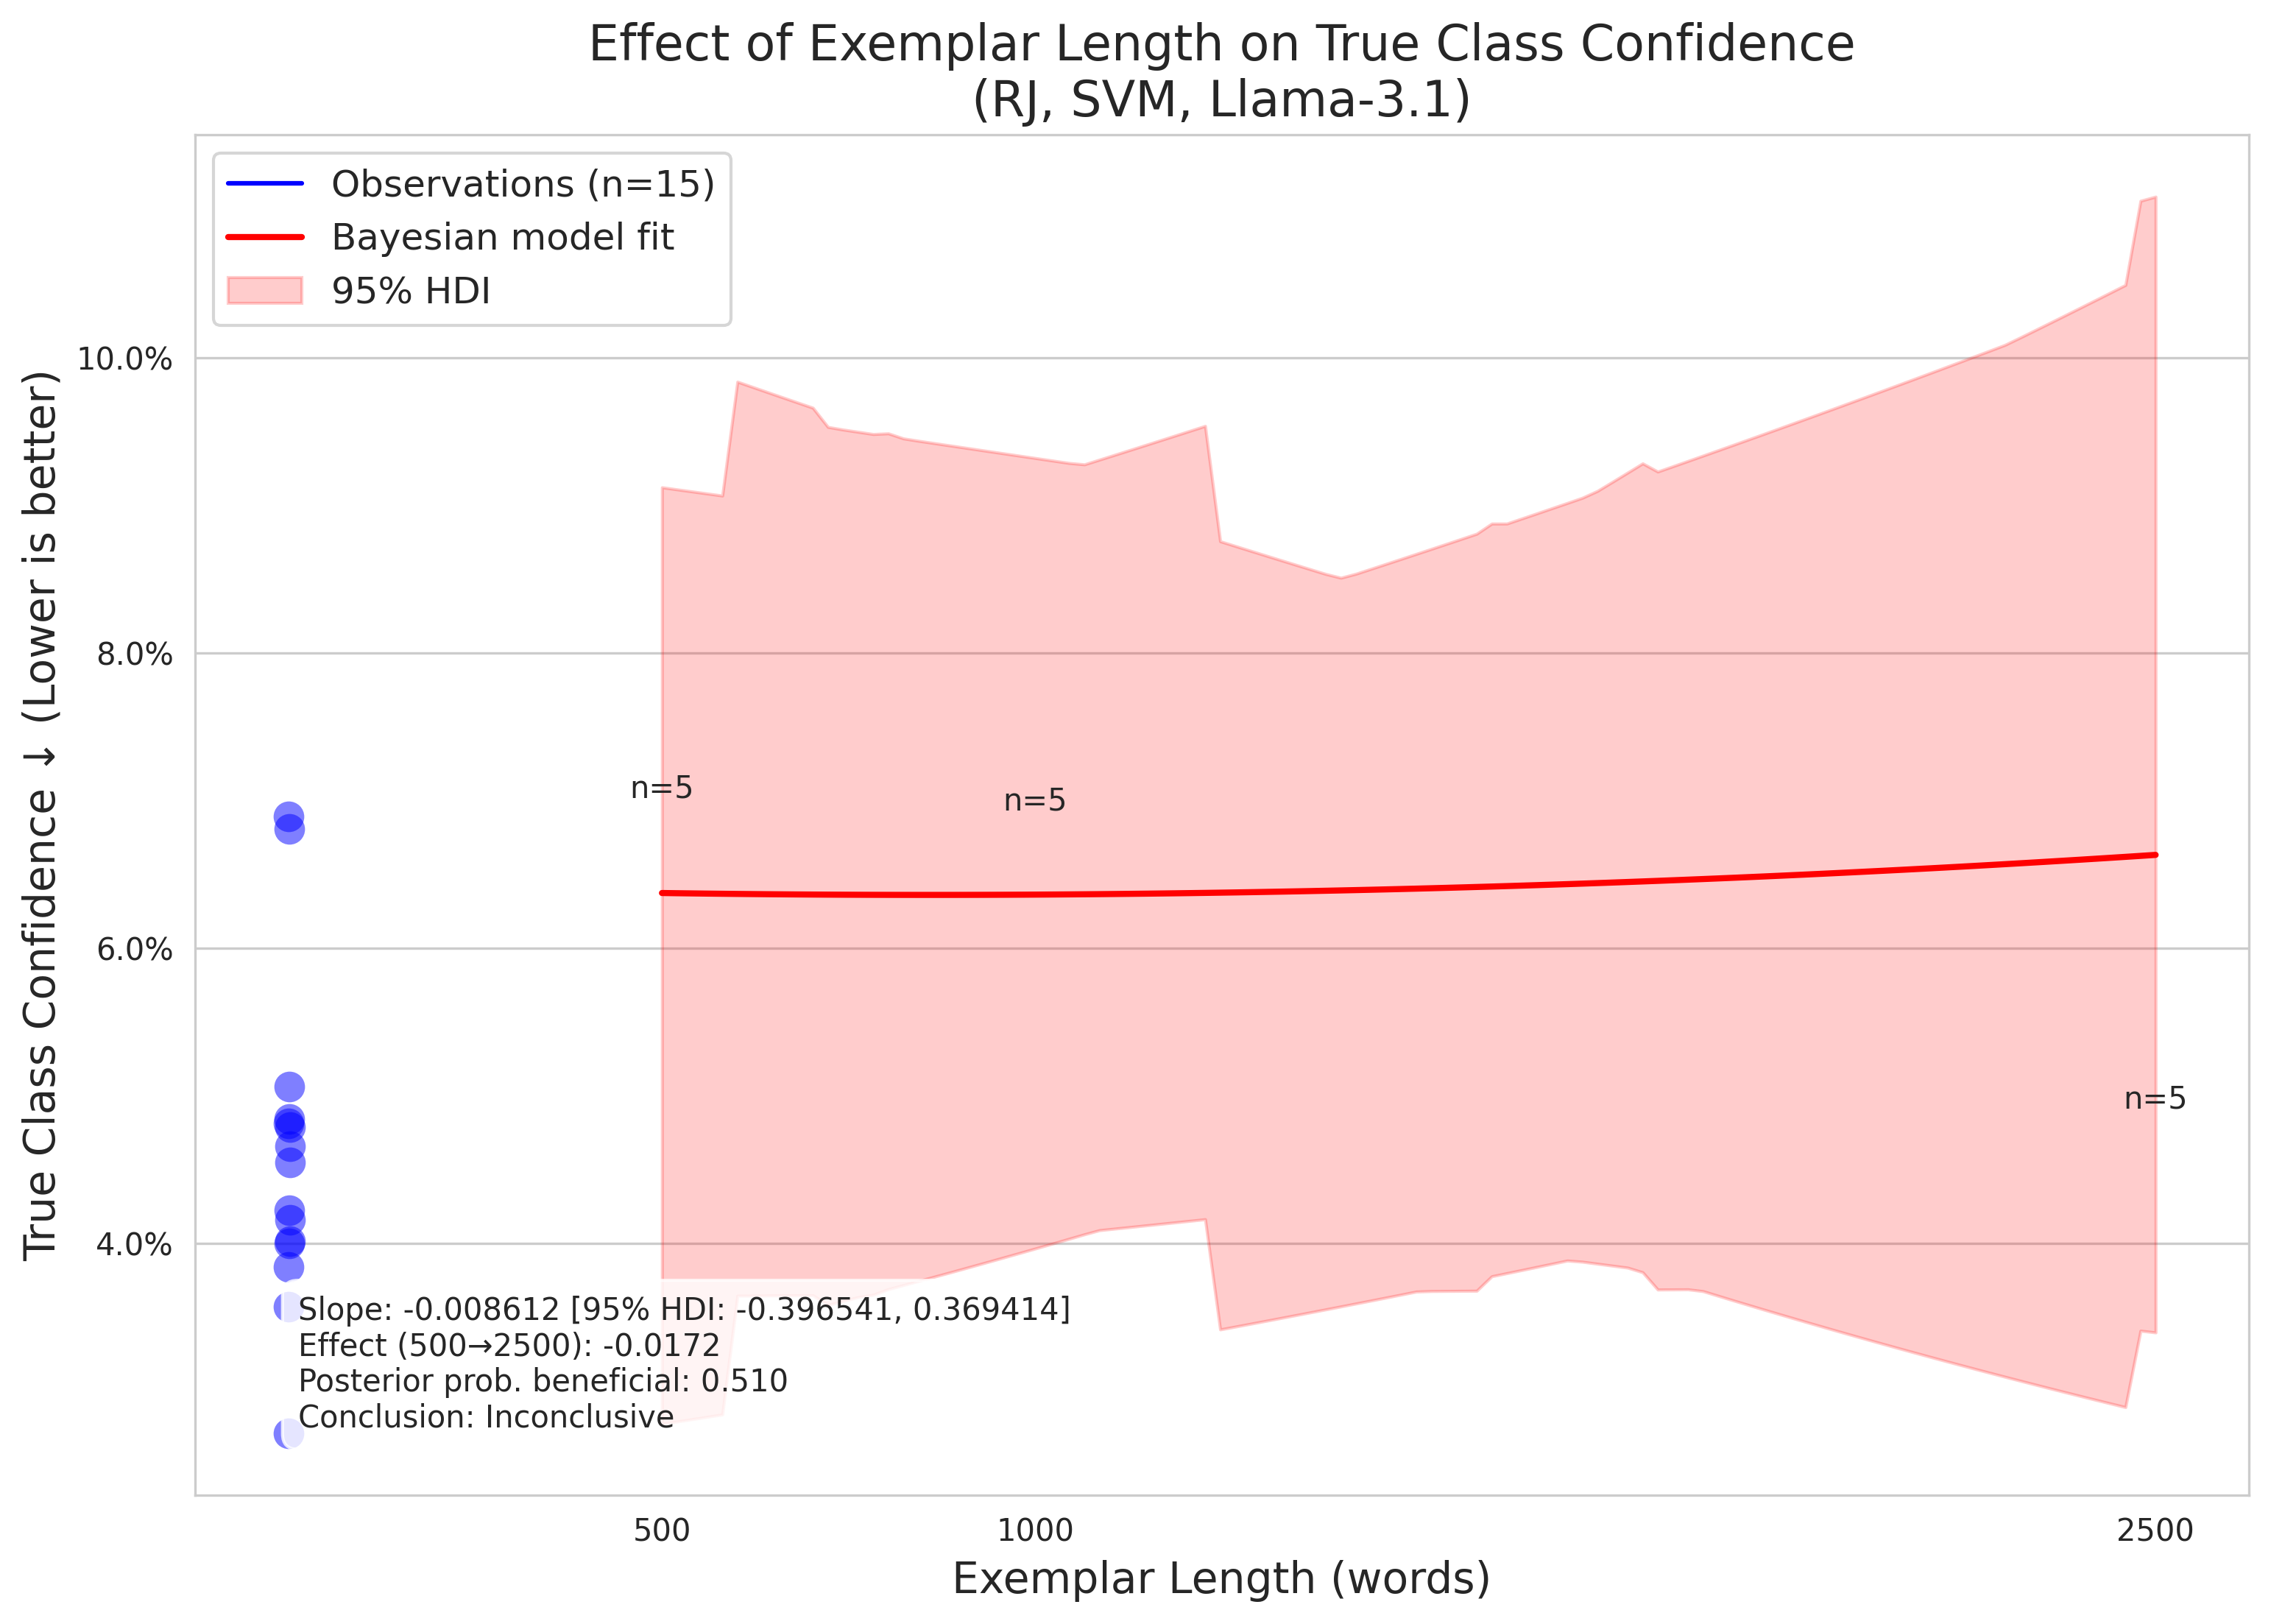 Effect of Exemplar Length on True Class Confidence
(RJ, SVM, Llama-3.1)
Observations (n=15)
Bayesian model fit
95% HDI
True Class Confidence ↓ (Lower is better)
10.0%
8.0%
6.0%
4.0%
n=5
n=5
n=5
Slope: -0.008612 [95% HDI: -0.396541, 0.369414]
Effect (500→2500): -0.0172
Posterior prob. beneficial: 0.510
Conclusion: Inconclusive
500
1000
2500
Exemplar Length (words)